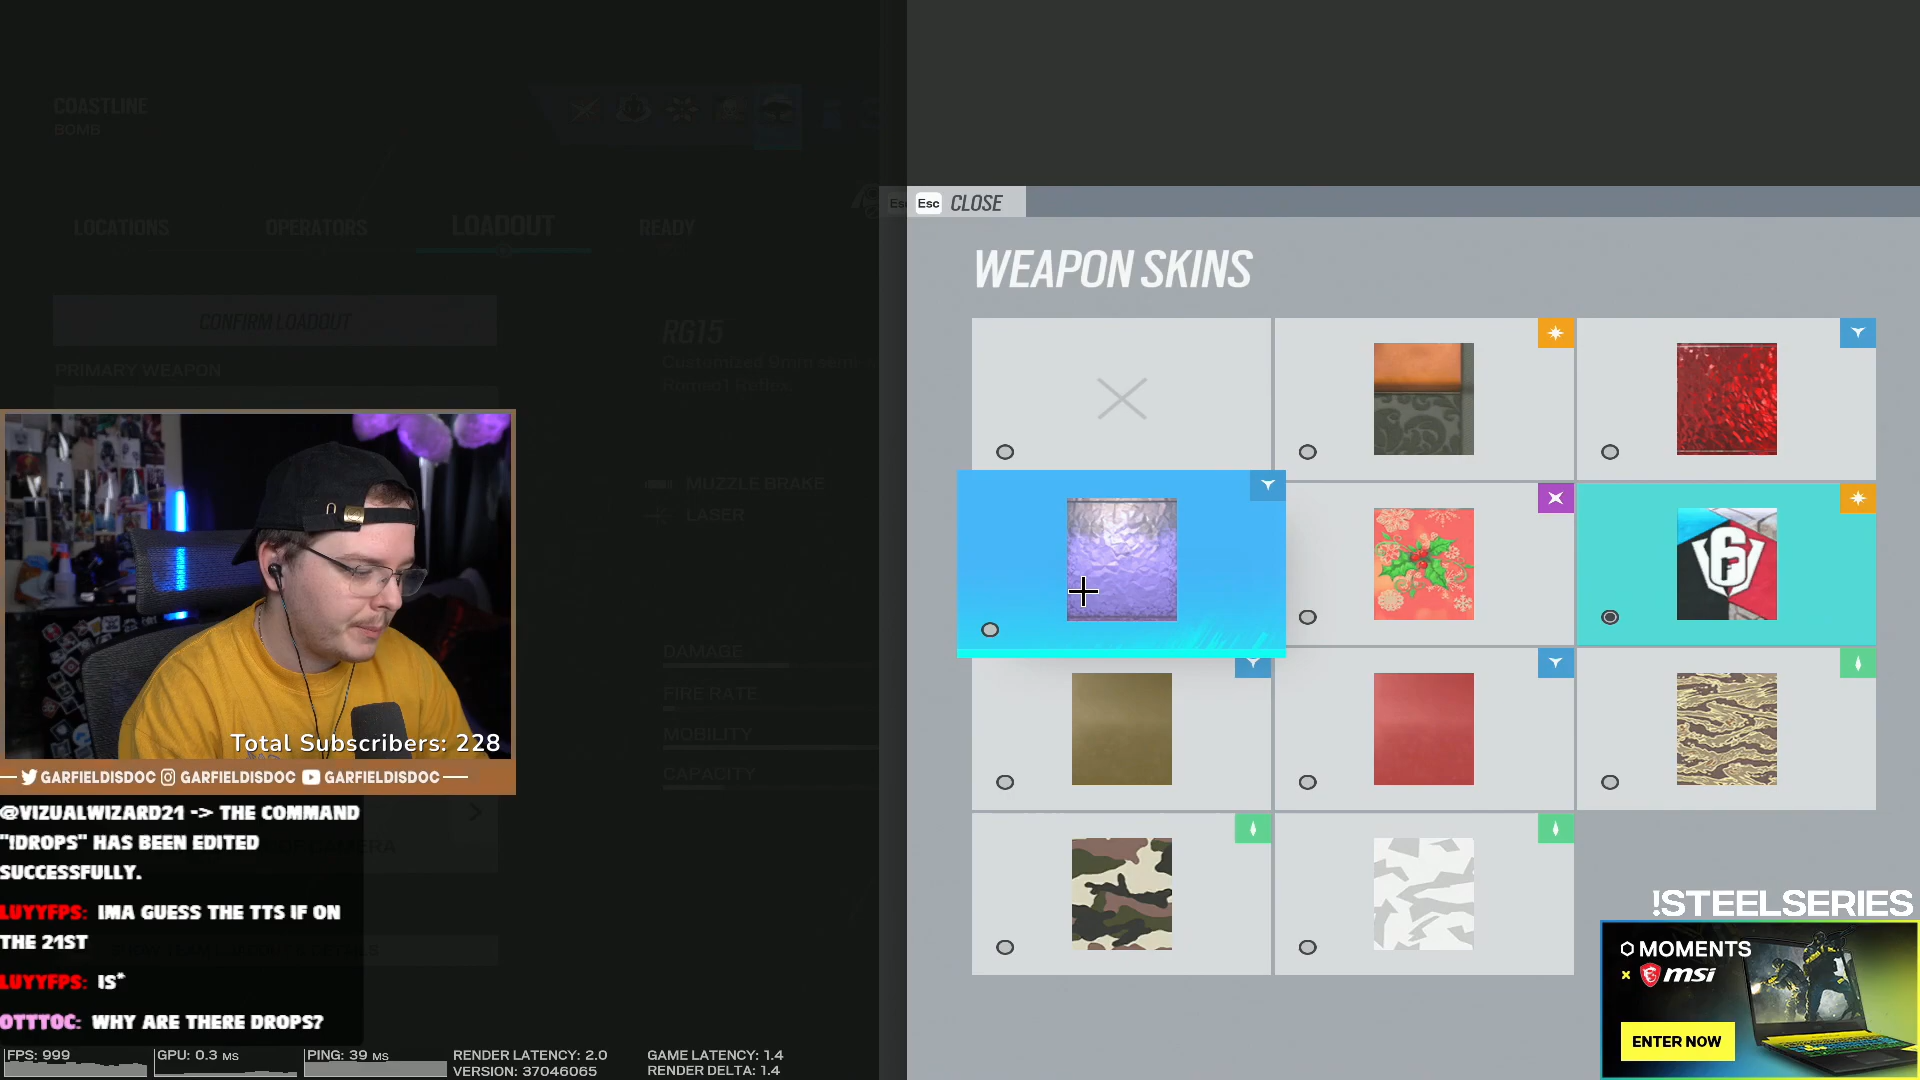 COASTLINE
BOMB
LOCATIONS
OPERATORS
LOADOUT
READY
CONFIRM LOADOUT
PRIMARY WEAPON
RG15
Customized 9mm semi
MUZZLE BRAKE
LASER
DAMAGE
FIRE RATE
MOBILITY
CAPACITY
Esc CLOSE
WEAPON SKINS
Total Subscribers: 228
GARFIELDISDOC GARFIELDISDOC GARFIELDISDOC
@VIZUALWIZARD21 -> THE COMMAND
"!DROPS" HAS BEEN EDITED
SUCCESSFULLY.
LUYYFPS: IMA GUESS THE TTS IF ON
THE 21ST
LUYYFPS: IS*
OTTTOC: WHY ARE THERE DROPS?
FPS: 999
GPU: 0.3 MS
PING: 39 MS
RENDER LATENCY: 2.0
VERSION: 37046065
GAME LATENCY: 1.4
RENDER DELTA: 1.4
!STEELSERIES
MOMENTS
× msi
ENTER NOW